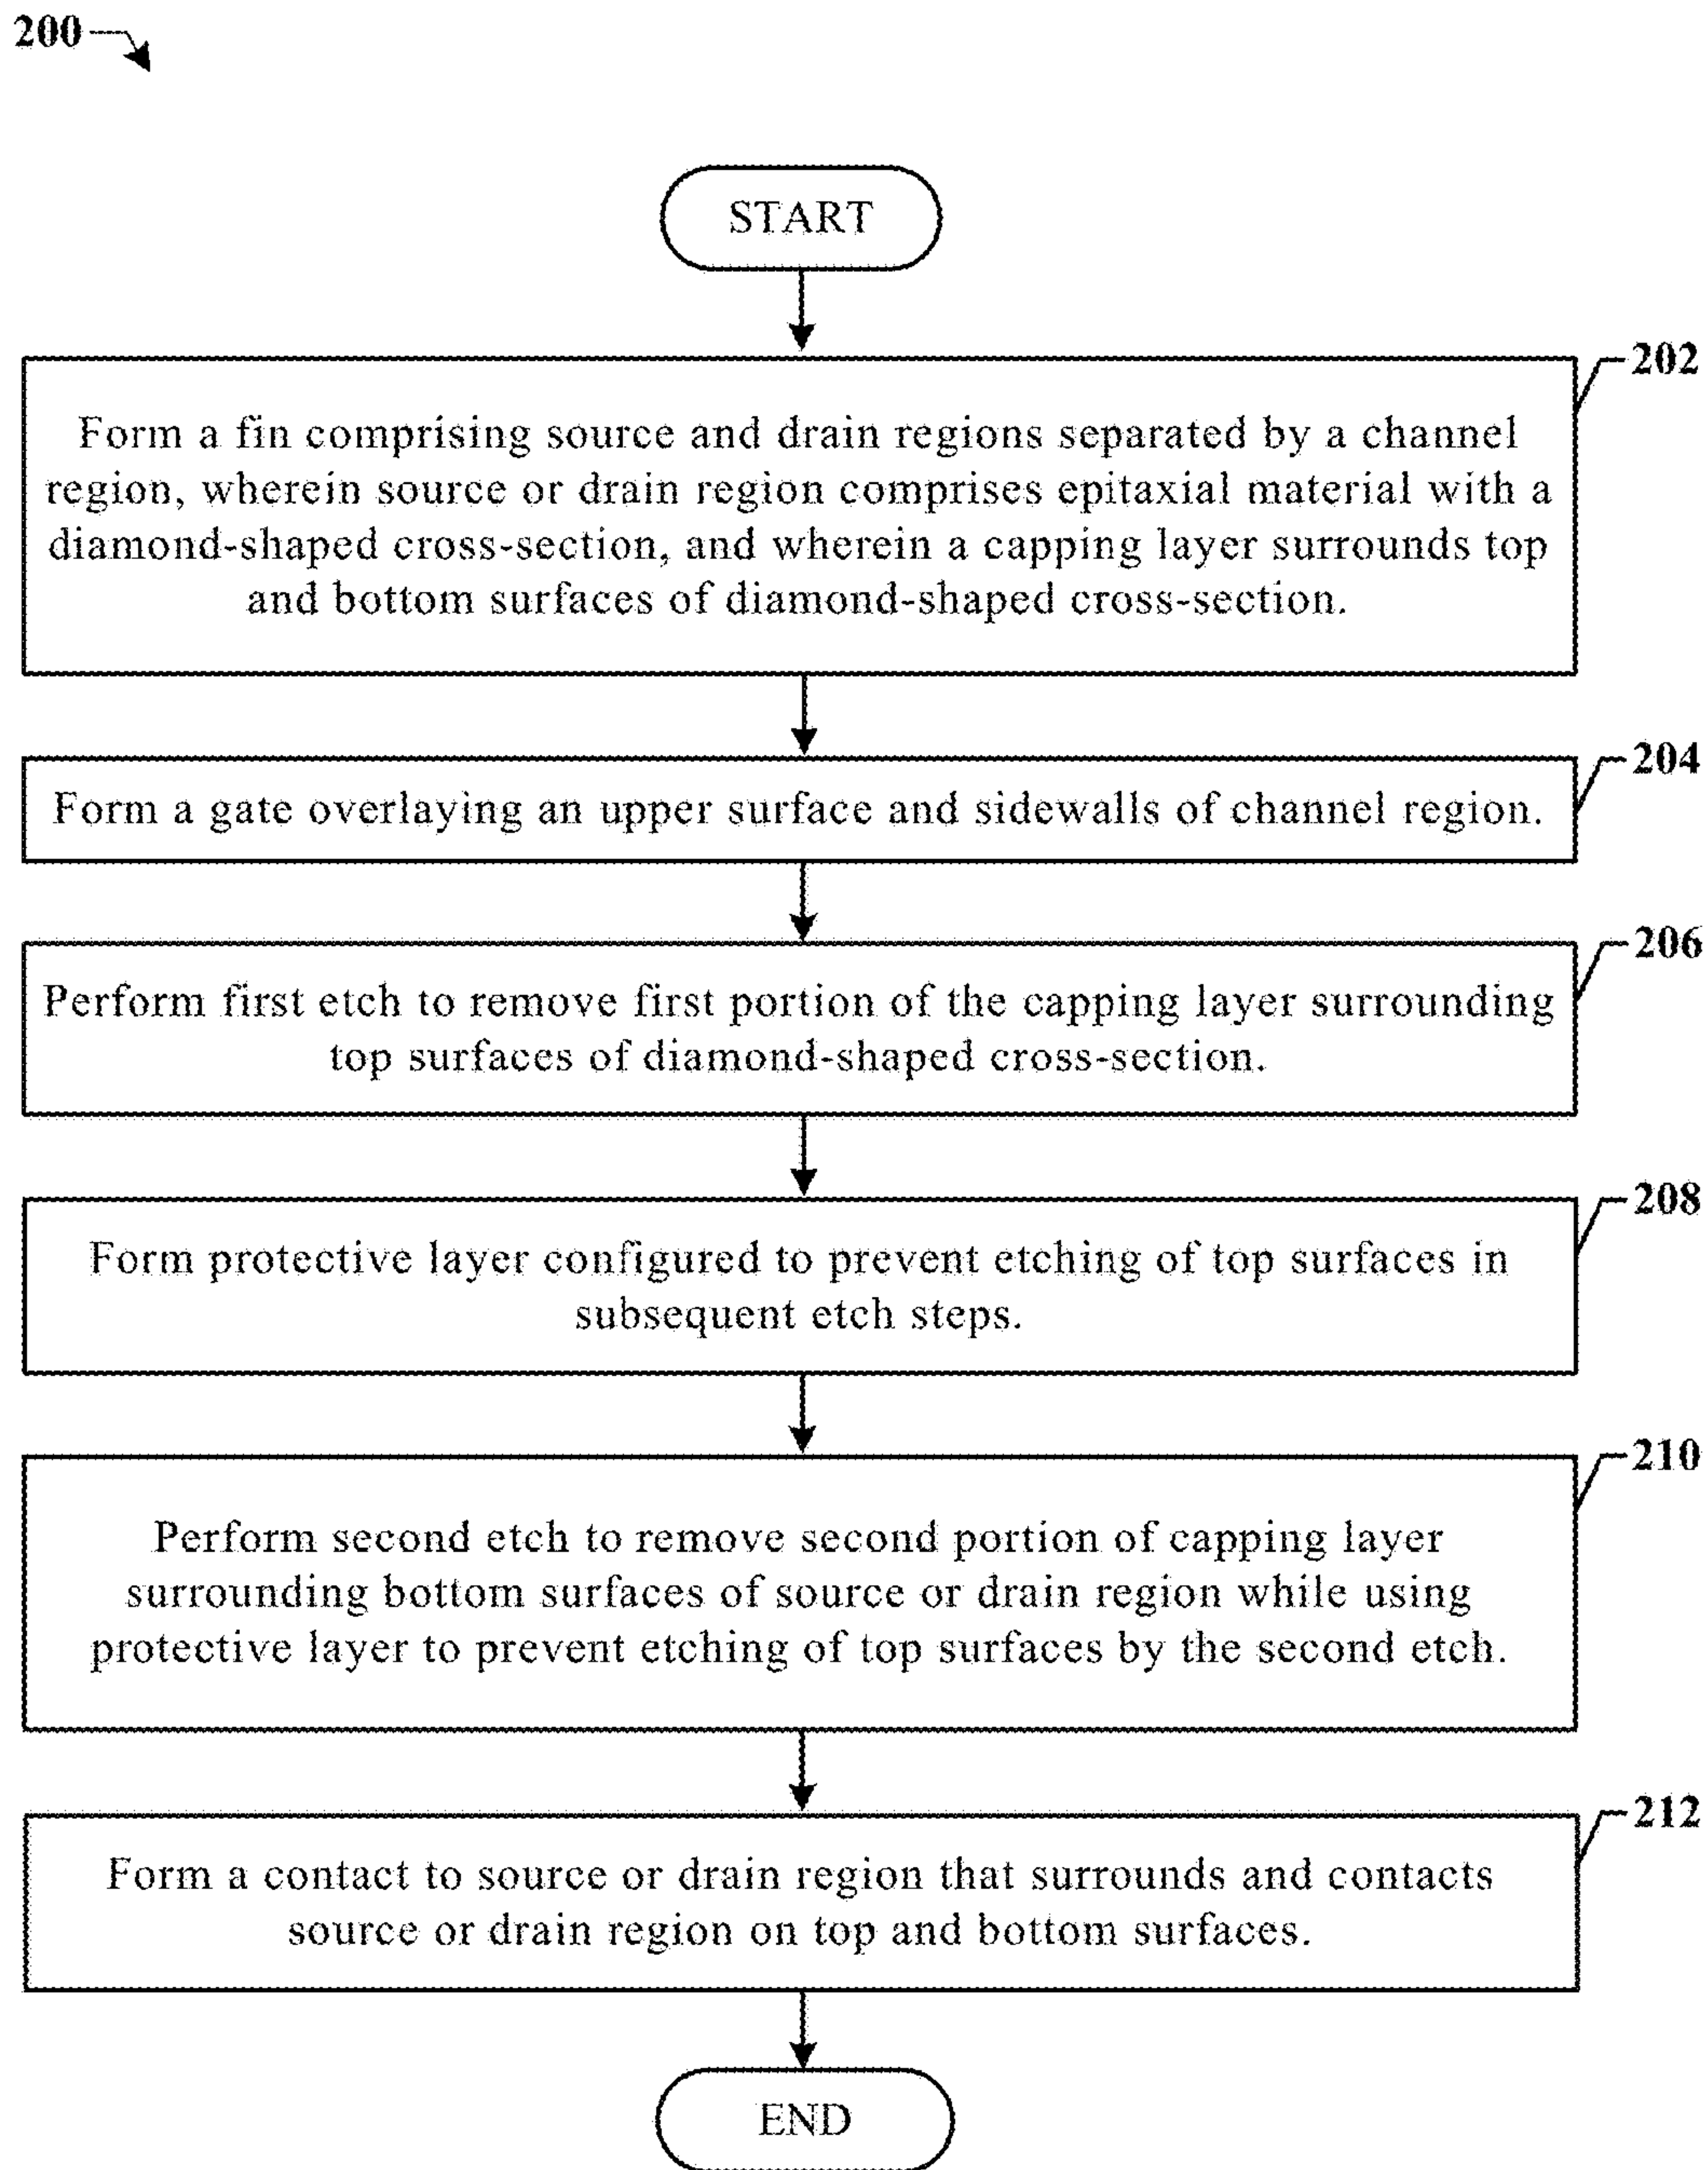 200
START
202
Form a fin comprising source and drain regions separated by a channel
region, wherein source or drain region comprises epitaxial material with a
diamond-shaped cross-section, and wherein a capping layer surrounds top
and bottom surfaces of diamond-shaped cross-section.
204
Form a gate overlaying an upper surface and sidewalls of channel region.
206
Perform first etch to remove first portion of the capping layer surrounding
top surfaces of diamond-shaped cross-section.
208
Form protective layer configured to prevent etching of top surfaces in
subsequent etch steps.
210
Perform second etch to remove second portion of capping layer
surrounding bottom surfaces of source or drain region while using
protective layer to prevent etching of top surfaces by the second etch.
212
Form a contact to source or drain region that surrounds and contacts
source or drain region on top and bottom surfaces.
END